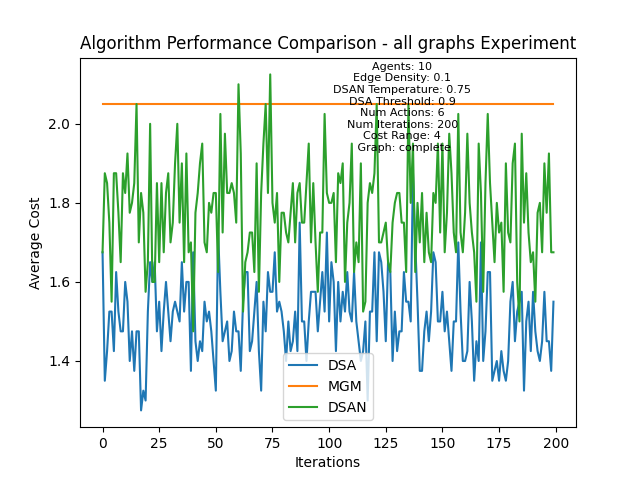 Algorithm Performance Comparison - all graphs Experiment
Agents: 10
Edge Density: 0.1
DSAN Temperature: 0.75
DSA Threshold: 0.9
Num Actions: 6
Num Iterations: 200
Cost Range: 4
Graph: complete
Average Cost
2.0
1.8
1.6
1.4
DSA
MGM
DSAN
0 25 50 75 100 125 150 175 200
Iterations